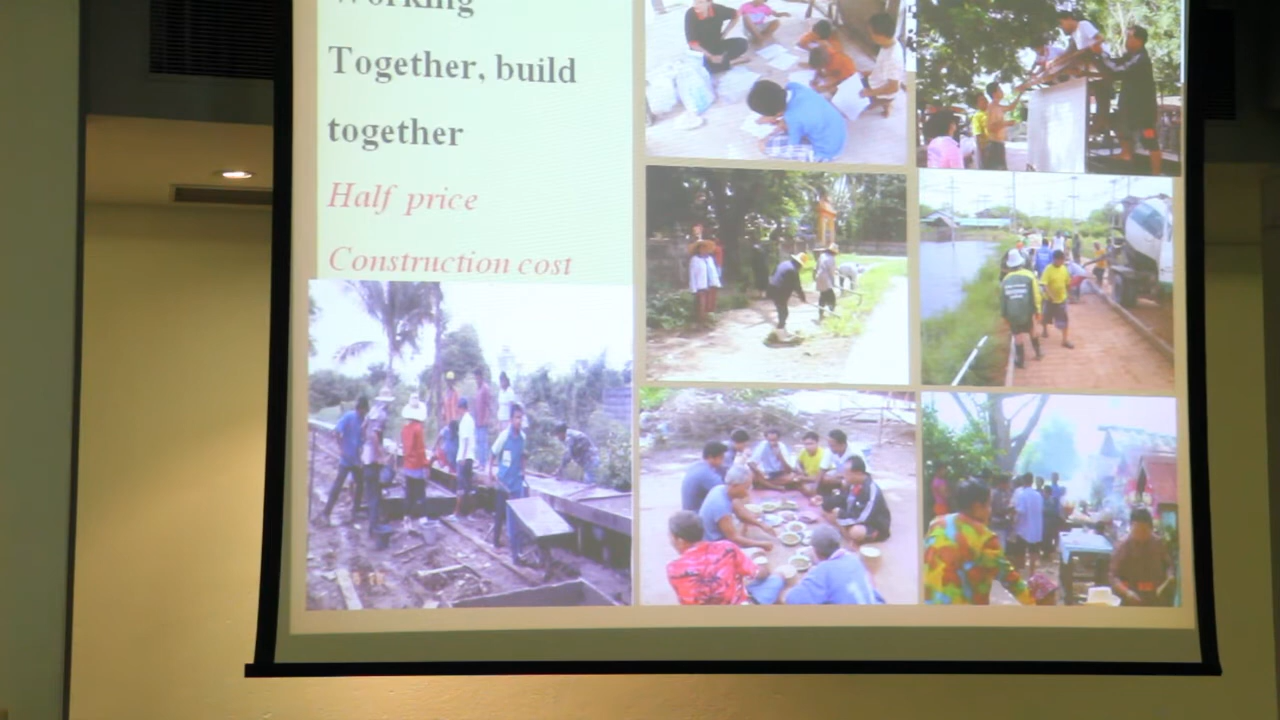 Working
Together, build
together
Half price
Construction cost